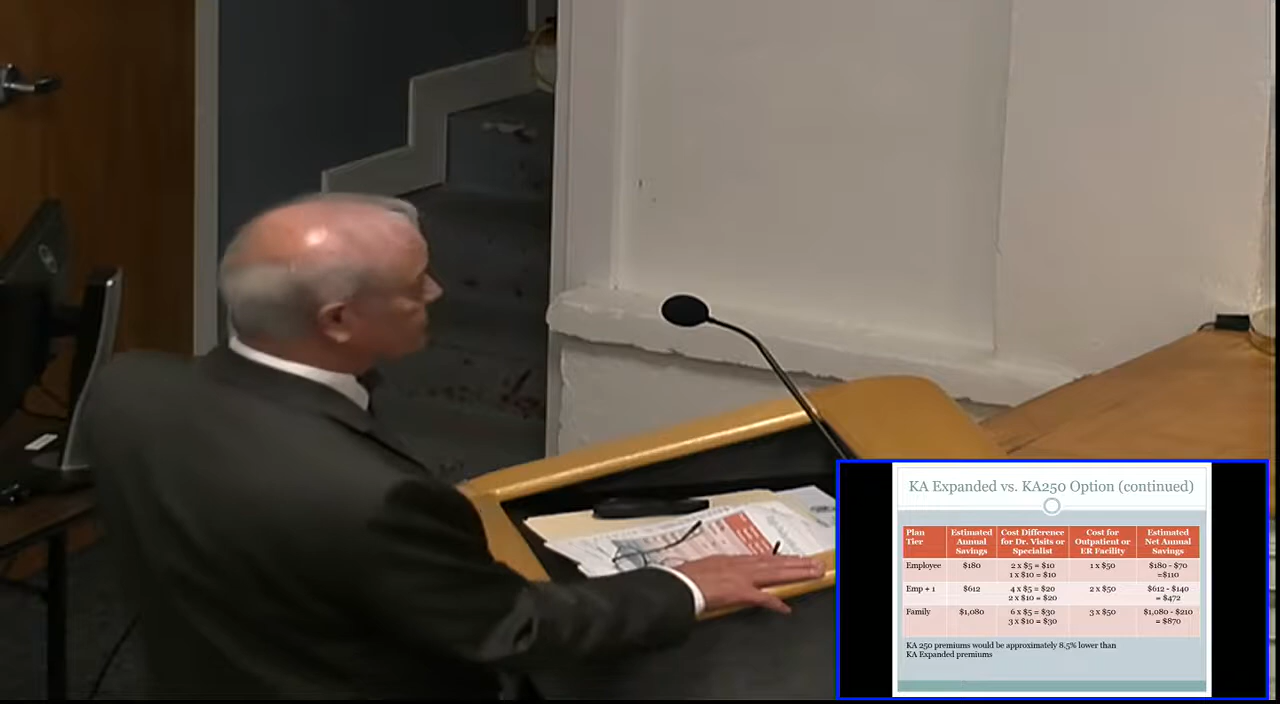 KA Expanded vs. KA250 Option (continued)
Plan Tier
Estimated Annual Savings
Cost Difference for Dr. Visits or Specialist
Cost for Outpatient or ER Facility
Estimated Net Annual Savings
Employee
$180
2 x $5 = $10
1 x $10 = $10
1 x $50
$180 - $70
=$110
Emp + 1
$612
4 x $5 = $20
2 x $10 = $20
2 x $50
$612 - $140
= $472
Family
$1,080
6 x $5 = $30
3 x $10 = $30
3 x $50
$1,080 - $210
= $870
KA 250 premiums would be approximately 8.5% lower than
KA Expanded premiums